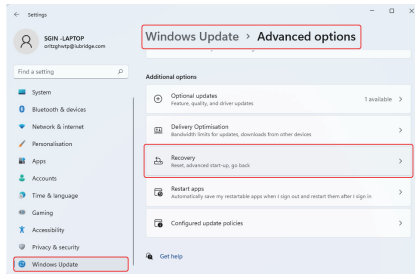 Settings
SGIN -LAPTOP
oritzghwtp@lubridge.com
Find a setting
System
Bluetooth & devices
Network & internet
Personalisation
Apps
Accounts
Time & language
Gaming
Accessibility
Privacy & security
Windows Update
Windows Update > Advanced options
Additional options
Optional updates
Feature, quality, and driver updates
1 available
Delivery Optimisation
Bandwidth limits for updates, downloads from other devices
Recovery
Reset, advanced start-up, go back
Restart apps
Automatically save my restartable apps when I sign out and restart them after I sign in
Configured update policies
Get help